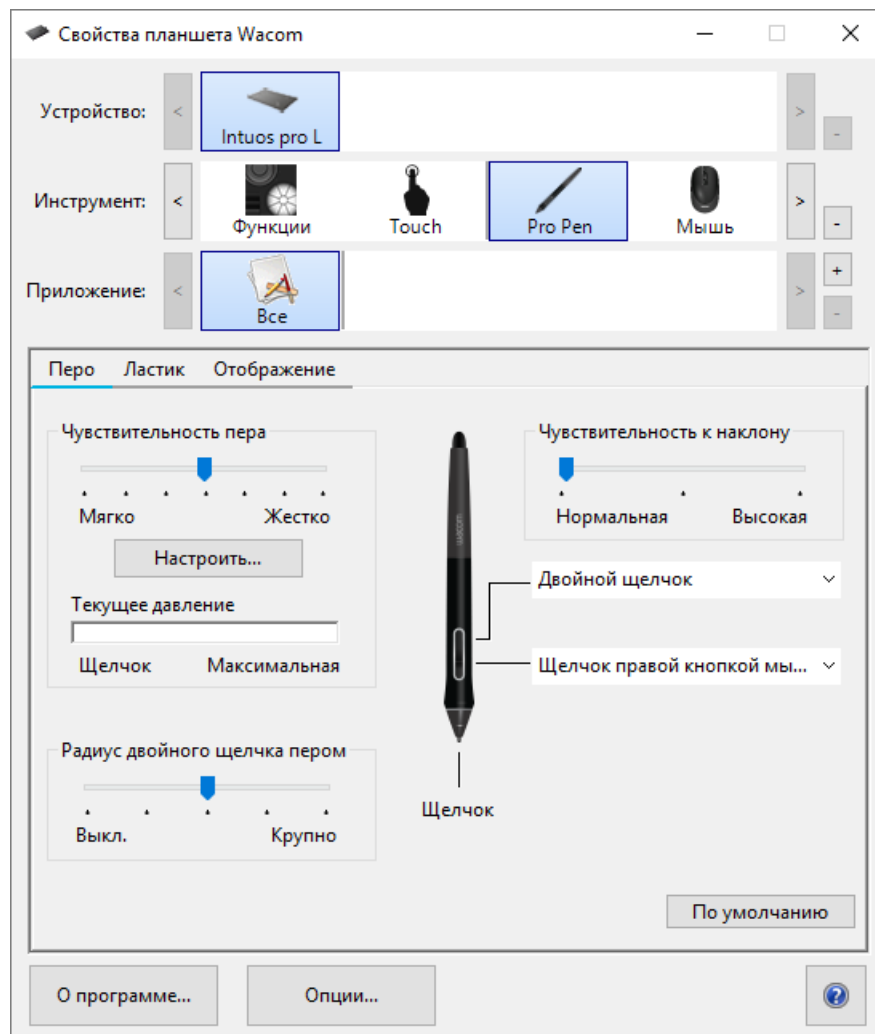 Свойства планшета Wacom
Устройство:
<
Intuos pro L
>
-
Инструмент:
<
Функции
Touch
Pro Pen
Мышь
>
-
Приложение:
<
Все
>
+
-
Перо Ластик Отображение
Чувствительность пера
Мягко Жестко
Настроить...
Текущее давление
Щелчок Максимальная
Радиус двойного щелчка пером
Выкл. Крупно
wacom
Щелчок
Чувствительность к наклону
Нормальная Высокая
Двойной щелчок
Щелчок правой кнопкой мы...
По умолчанию
О программе...
Опции...
?